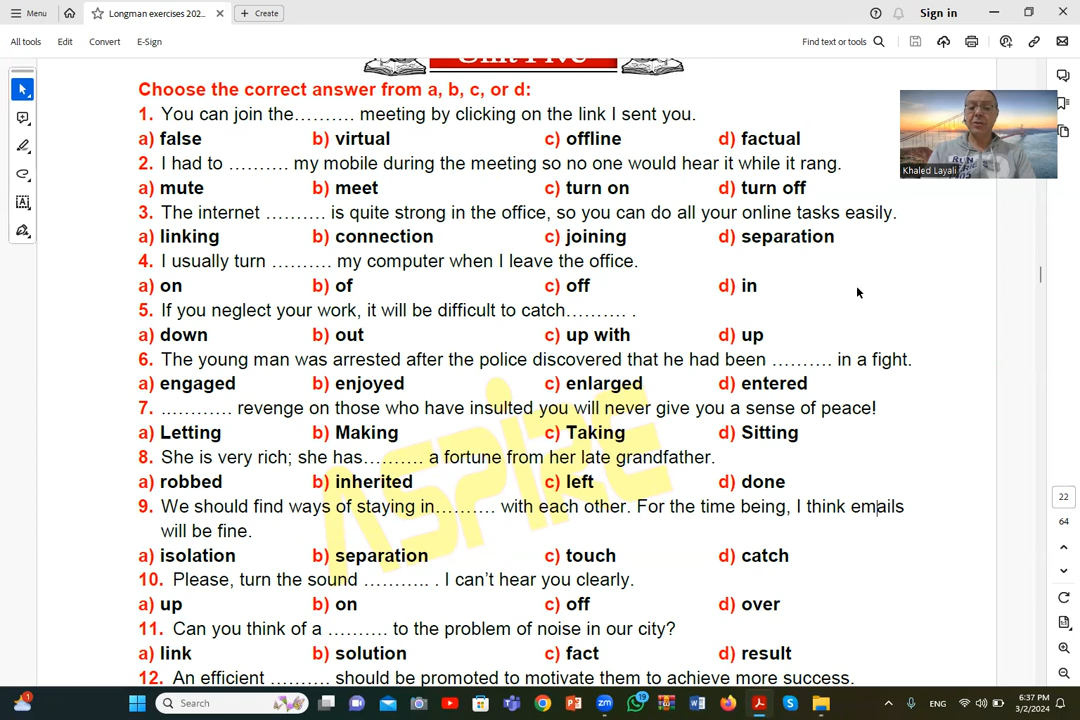 Menu
Longman exercises 202...
Create
Sign in
All tools
Edit
Convert
E-Sign
Find text or tools
Unit Five
Choose the correct answer from a, b, c, or d:
1. You can join the.......... meeting by clicking on the link I sent you.
a) false b) virtual c) offline d) factual
2. I had to .......... my mobile during the meeting so no one would hear it while it rang.
a) mute b) meet c) turn on d) turn off
3. The internet .......... is quite strong in the office, so you can do all your online tasks easily.
a) linking b) connection c) joining d) separation
4. I usually turn .......... my computer when I leave the office.
a) on b) of c) off d) in
5. If you neglect your work, it will be difficult to catch.......... .
a) down b) out c) up with d) up
6. The young man was arrested after the police discovered that he had been .......... in a fight.
a) engaged b) enjoyed c) enlarged d) entered
7. ............ revenge on those who have insulted you will never give you a sense of peace!
a) Letting b) Making c) Taking d) Sitting
8. She is very rich; she has.......... a fortune from her late grandfather.
a) robbed b) inherited c) left d) done
9. We should find ways of staying in.......... with each other. For the time being, I think emails
will be fine.
a) isolation b) separation c) touch d) catch
10. Please, turn the sound ........... . I can't hear you clearly.
a) up b) on c) off d) over
11. Can you think of a .......... to the problem of noise in our city?
a) link b) solution c) fact d) result
12. An efficient .......... should be promoted to motivate them to achieve more success.
ASPIRE
Khaled Layali
RUN
22
64
1
Search
19
ENG
6:37 PM
3/2/2024